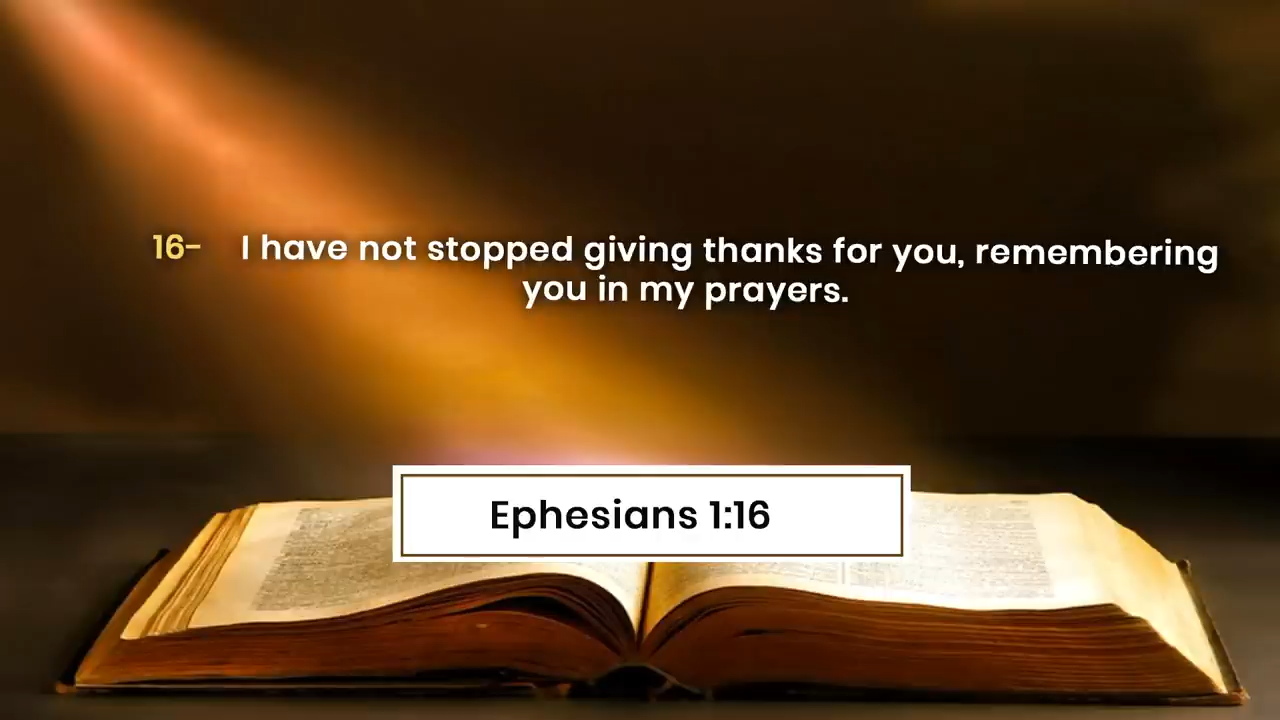 16- I have not stopped giving thanks for you, remembering
you in my prayers.
Ephesians 1:16